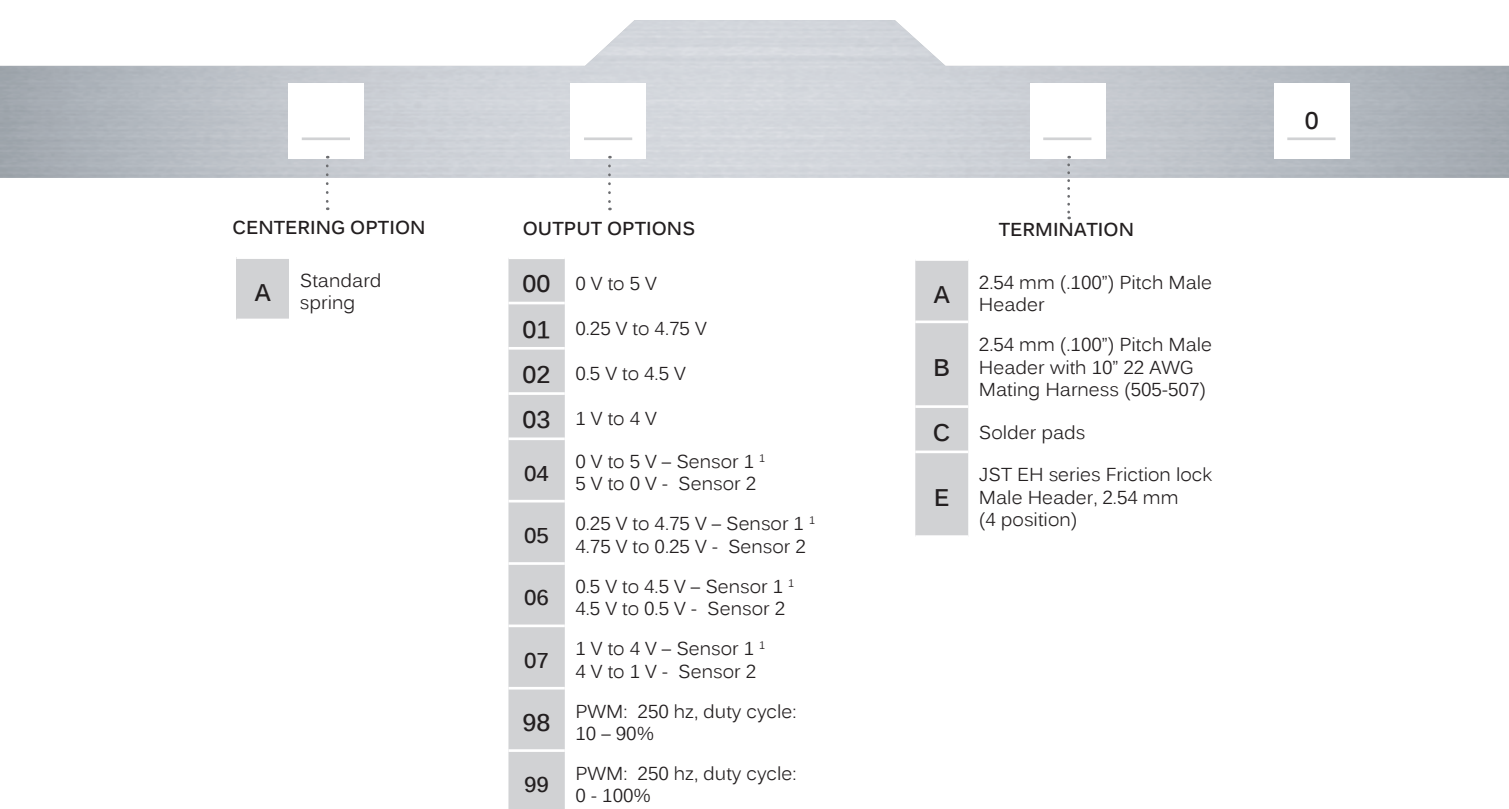 0
CENTERING OPTION
A
Standard
spring
OUTPUT OPTIONS
00
0 V to 5 V
01
0.25 V to 4.75 V
02
0.5 V to 4.5 V
03
1 V to 4 V
04
0 V to 5 V – Sensor 1 ¹
5 V to 0 V - Sensor 2
05
0.25 V to 4.75 V – Sensor 1 ¹
4.75 V to 0.25 V - Sensor 2
06
0.5 V to 4.5 V – Sensor 1 ¹
4.5 V to 0.5 V - Sensor 2
07
1 V to 4 V – Sensor 1 ¹
4 V to 1 V - Sensor 2
98
PWM: 250 hz, duty cycle:
10 – 90%
99
PWM: 250 hz, duty cycle:
0 - 100%
TERMINATION
A
2.54 mm (.100”) Pitch Male
Header
B
2.54 mm (.100”) Pitch Male
Header with 10” 22 AWG
Mating Harness (505-507)
C
Solder pads
E
JST EH series Friction lock
Male Header, 2.54 mm
(4 position)